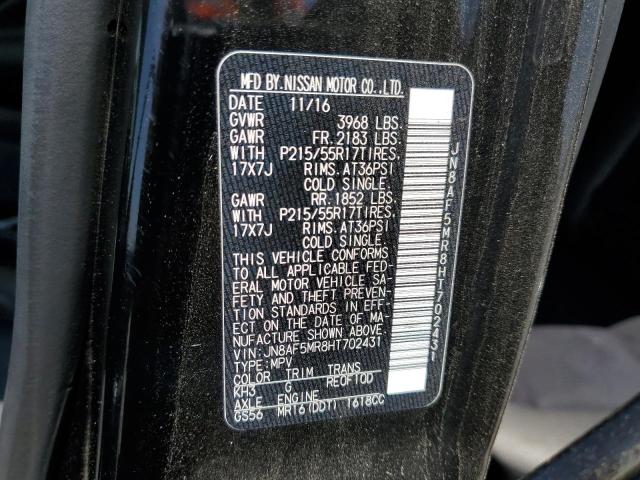 MFD BY.NISSAN MOTOR CO.,LTD.
DATE 11/16
GVWR 3968 LBS.
GAWR FR.2183 LBS.
WITH P215/55R17TIRES,
17X7J RIMS.AT36PSI
COLD SINGLE.
GAWR RR.1852 LBS.
WITH P215/55R17TIRES,
17X7J RIMS.AT36PSI
COLD SINGLE.
THIS VEHICLE CONFORMS
TO ALL APPLICABLE FED-
ERAL MOTOR VEHICLE SA-
FETY AND THEFT PREVEN-
TION STANDARDS IN EFF-
ECT ON THE DATE OF MA-
NUFACTURE SHOWN ABOVE.
VIN:JN8AF5MR8HT702431
TYPE:MPV
COLOR TRIM TRANS
KH3 G RE0F10D
AXLE ENGINE
GS56 MR16(DDT) 1618CC
JN8AF5MR8HT702431